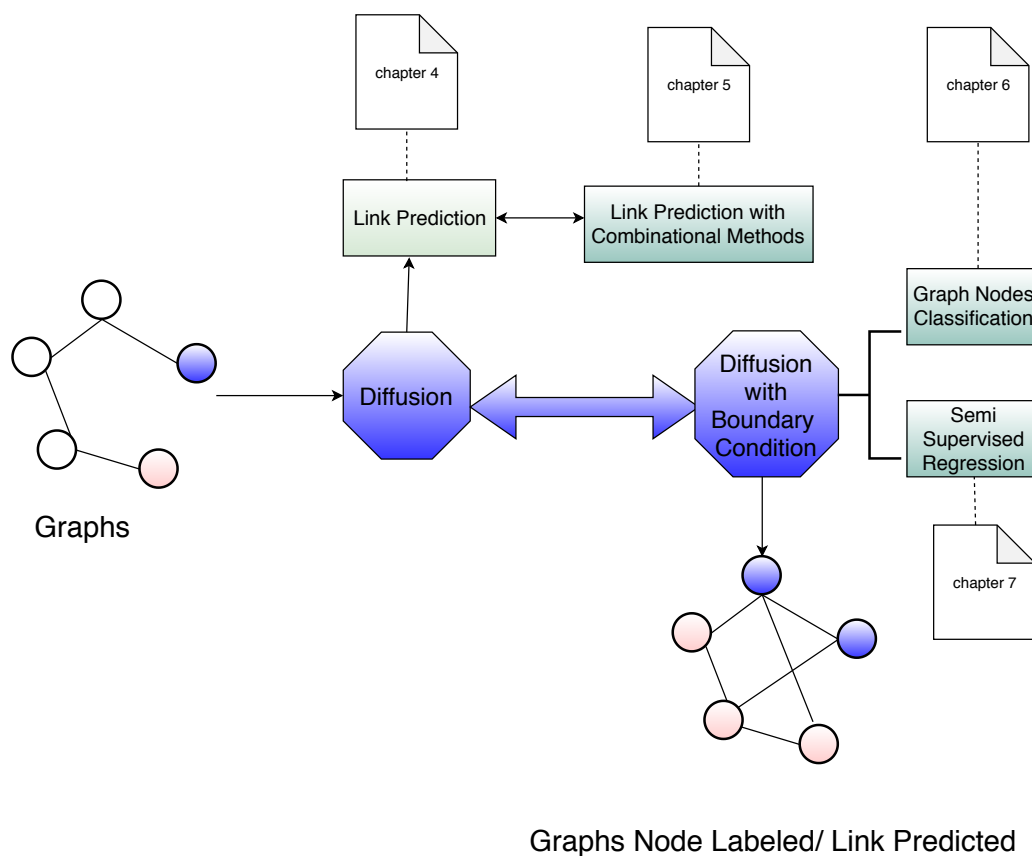 chapter 4
chapter 5
chapter 6
Link Prediction
Link Prediction with
Combinational Methods
Graph Nodes
Classification
Diffusion
Diffusion
with
Boundary
Condition
Semi
Supervised
Regression
Graphs
chapter 7
Graphs Node Labeled/ Link Predicted